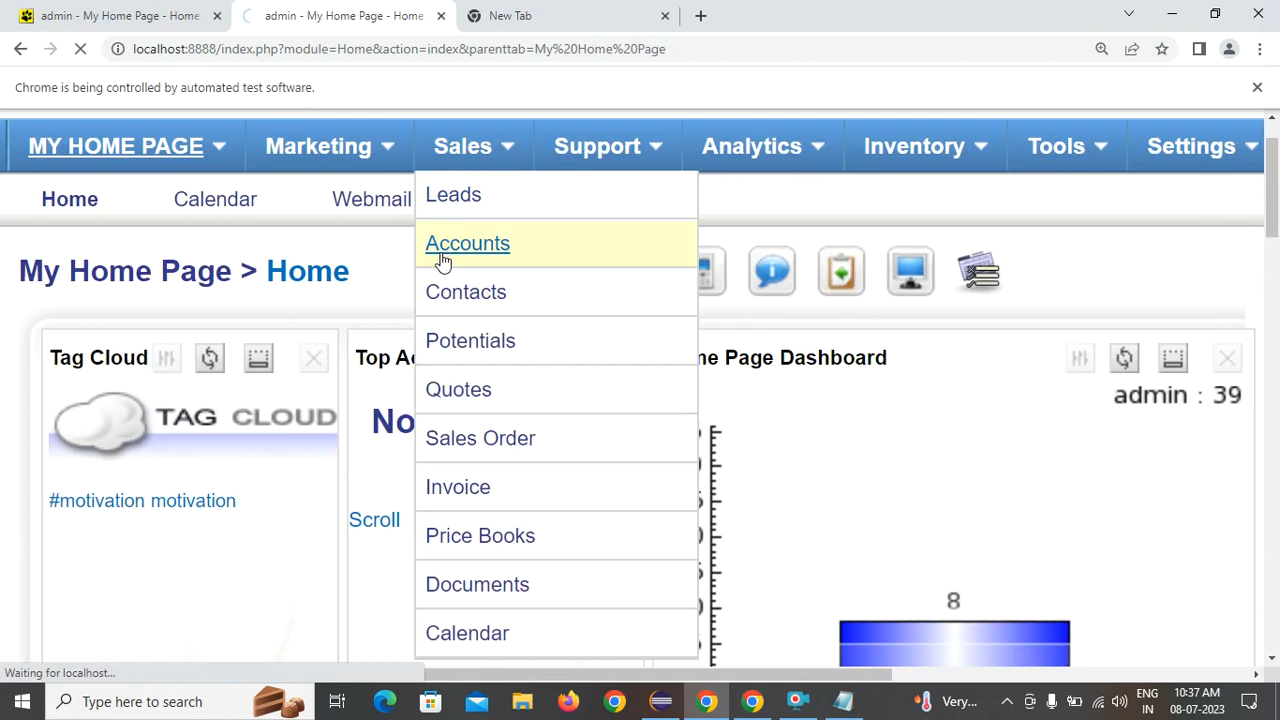 admin - My Home Page - Home
admin - My Home Page - Home
New Tab
localhost:8888/index.php?module=Home&action=index&parenttab=My%20Home%20Page
Chrome is being controlled by automated test software.
MY HOME PAGE Marketing Sales Support Analytics Inventory Tools Settings
Home Calendar Webmail
Leads
Accounts
Contacts
Potentials
Quotes
Sales Order
Invoice
Price Books
Documents
Calendar
My Home Page > Home
Tag Cloud
TAG CLOUD
#motivation motivation
Top Ac
No
Scroll
me Page Dashboard
admin : 39
8
Waiting for localhost...
Type here to search
Very...
ENG
IN
10:37 AM
08-07-2023